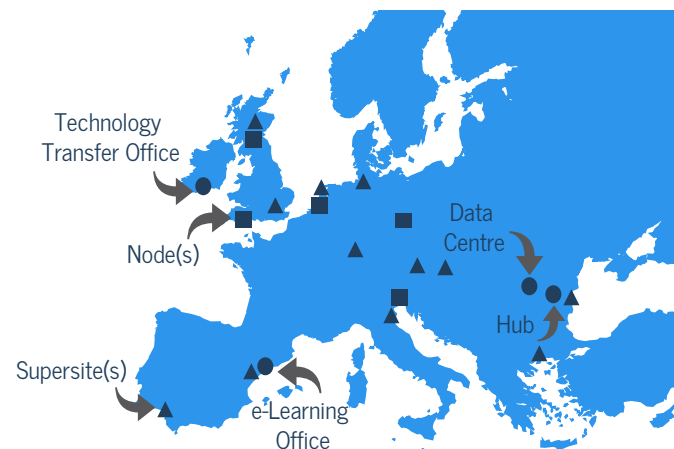 Technology
Transfer Office
Node(s)
Data
Centre
Hub
Supersite(s)
e-Learning
Office